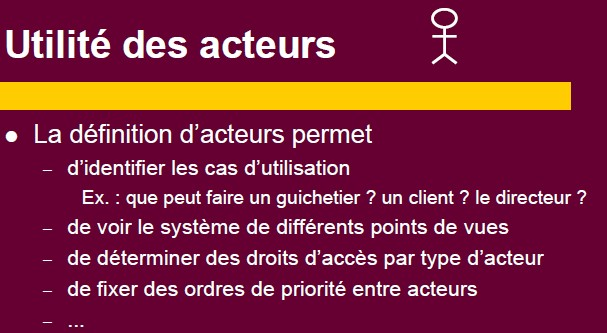 Utilité des acteurs
● La définition d'acteurs permet
– d'identifier les cas d'utilisation
Ex. : que peut faire un guichetier ? un client ? le directeur ?
– de voir le système de différents points de vues
– de déterminer des droits d'accès par type d'acteur
– de fixer des ordres de priorité entre acteurs
– ...